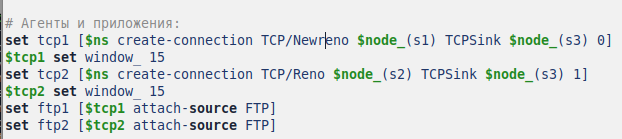 # Агенты и приложения:
set tcp1 [$ns create-connection TCP/Newreno $node_(s1) TCPSink $node_(s3) 0]
$tcp1 set window_ 15
set tcp2 [$ns create-connection TCP/Reno $node_(s2) TCPSink $node_(s3) 1]
$tcp2 set window_ 15
set ftp1 [$tcp1 attach-source FTP]
set ftp2 [$tcp2 attach-source FTP]